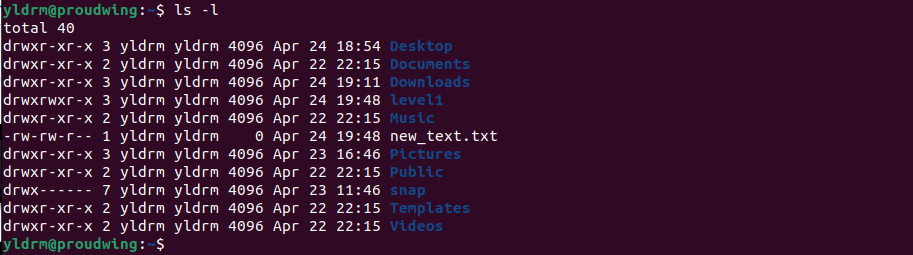 yldrm@proudwing:~$ ls -l
total 40
drwxr-xr-x 3 yldrm yldrm 4096 Apr 24 18:54 Desktop
drwxr-xr-x 2 yldrm yldrm 4096 Apr 22 22:15 Documents
drwxr-xr-x 3 yldrm yldrm 4096 Apr 24 19:11 Downloads
drwxrwxr-x 3 yldrm yldrm 4096 Apr 24 19:48 level1
drwxr-xr-x 2 yldrm yldrm 4096 Apr 22 22:15 Music
-rw-rw-r-- 1 yldrm yldrm    0 Apr 24 19:48 new_text.txt
drwxr-xr-x 3 yldrm yldrm 4096 Apr 23 16:46 Pictures
drwxr-xr-x 2 yldrm yldrm 4096 Apr 22 22:15 Public
drwx------ 7 yldrm yldrm 4096 Apr 23 11:46 snap
drwxr-xr-x 2 yldrm yldrm 4096 Apr 22 22:15 Templates
drwxr-xr-x 2 yldrm yldrm 4096 Apr 22 22:15 Videos
yldrm@proudwing:~$